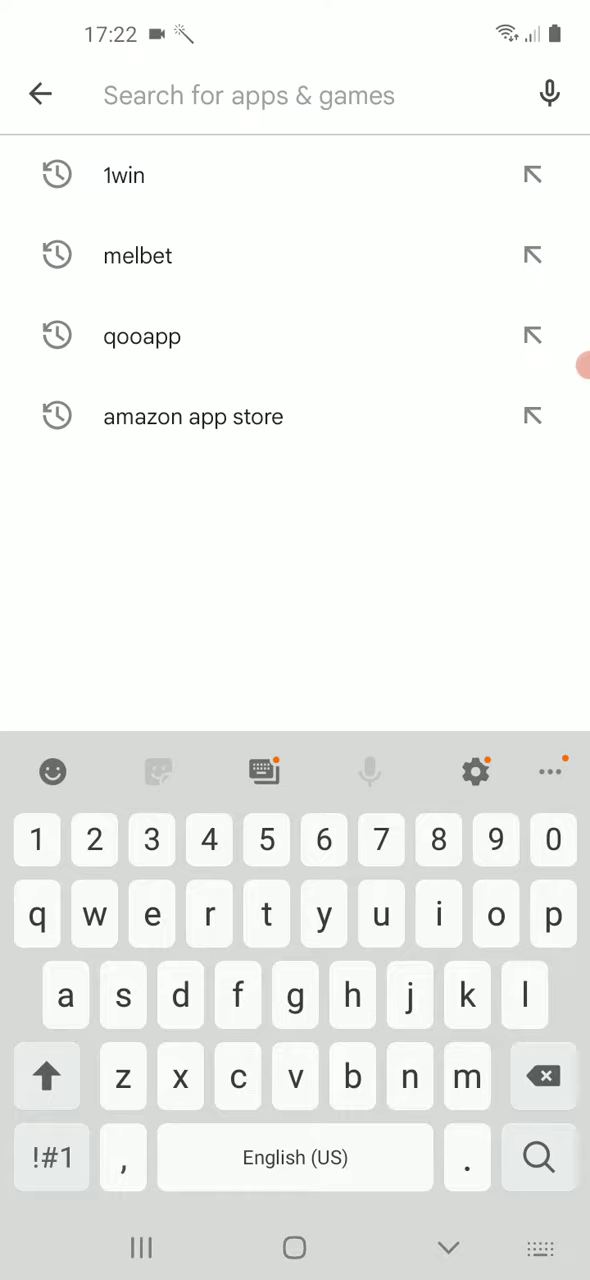 17:22
Search for apps & games
1win
melbet
qooapp
amazon app store
1 2 3 4 5 6 7 8 9 0
q w e r t y u i o p
a s d f g h j k l
z x c v b n m
!#1 , English (US) .